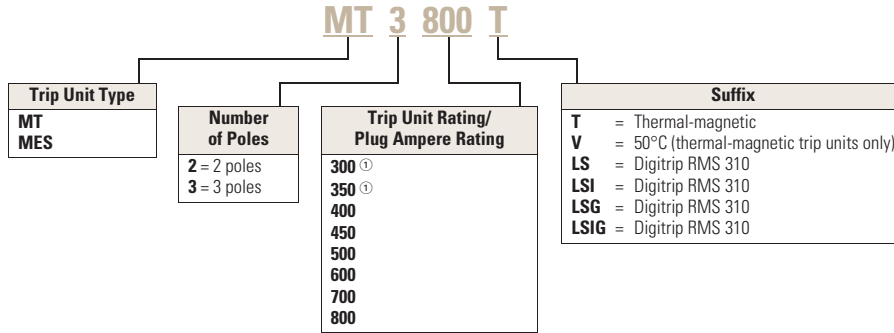 MT 3 800 T
Trip Unit Type
MT
MES
Number
of Poles
2 = 2 poles
3 = 3 poles
Trip Unit Rating/
Plug Ampere Rating
300 ①
350 ①
400
450
500
600
700
800
Suffix
T = Thermal-magnetic
V = 50°C (thermal-magnetic trip units only)
LS = Digitrip RMS 310
LSI = Digitrip RMS 310
LSG = Digitrip RMS 310
LSIG = Digitrip RMS 310